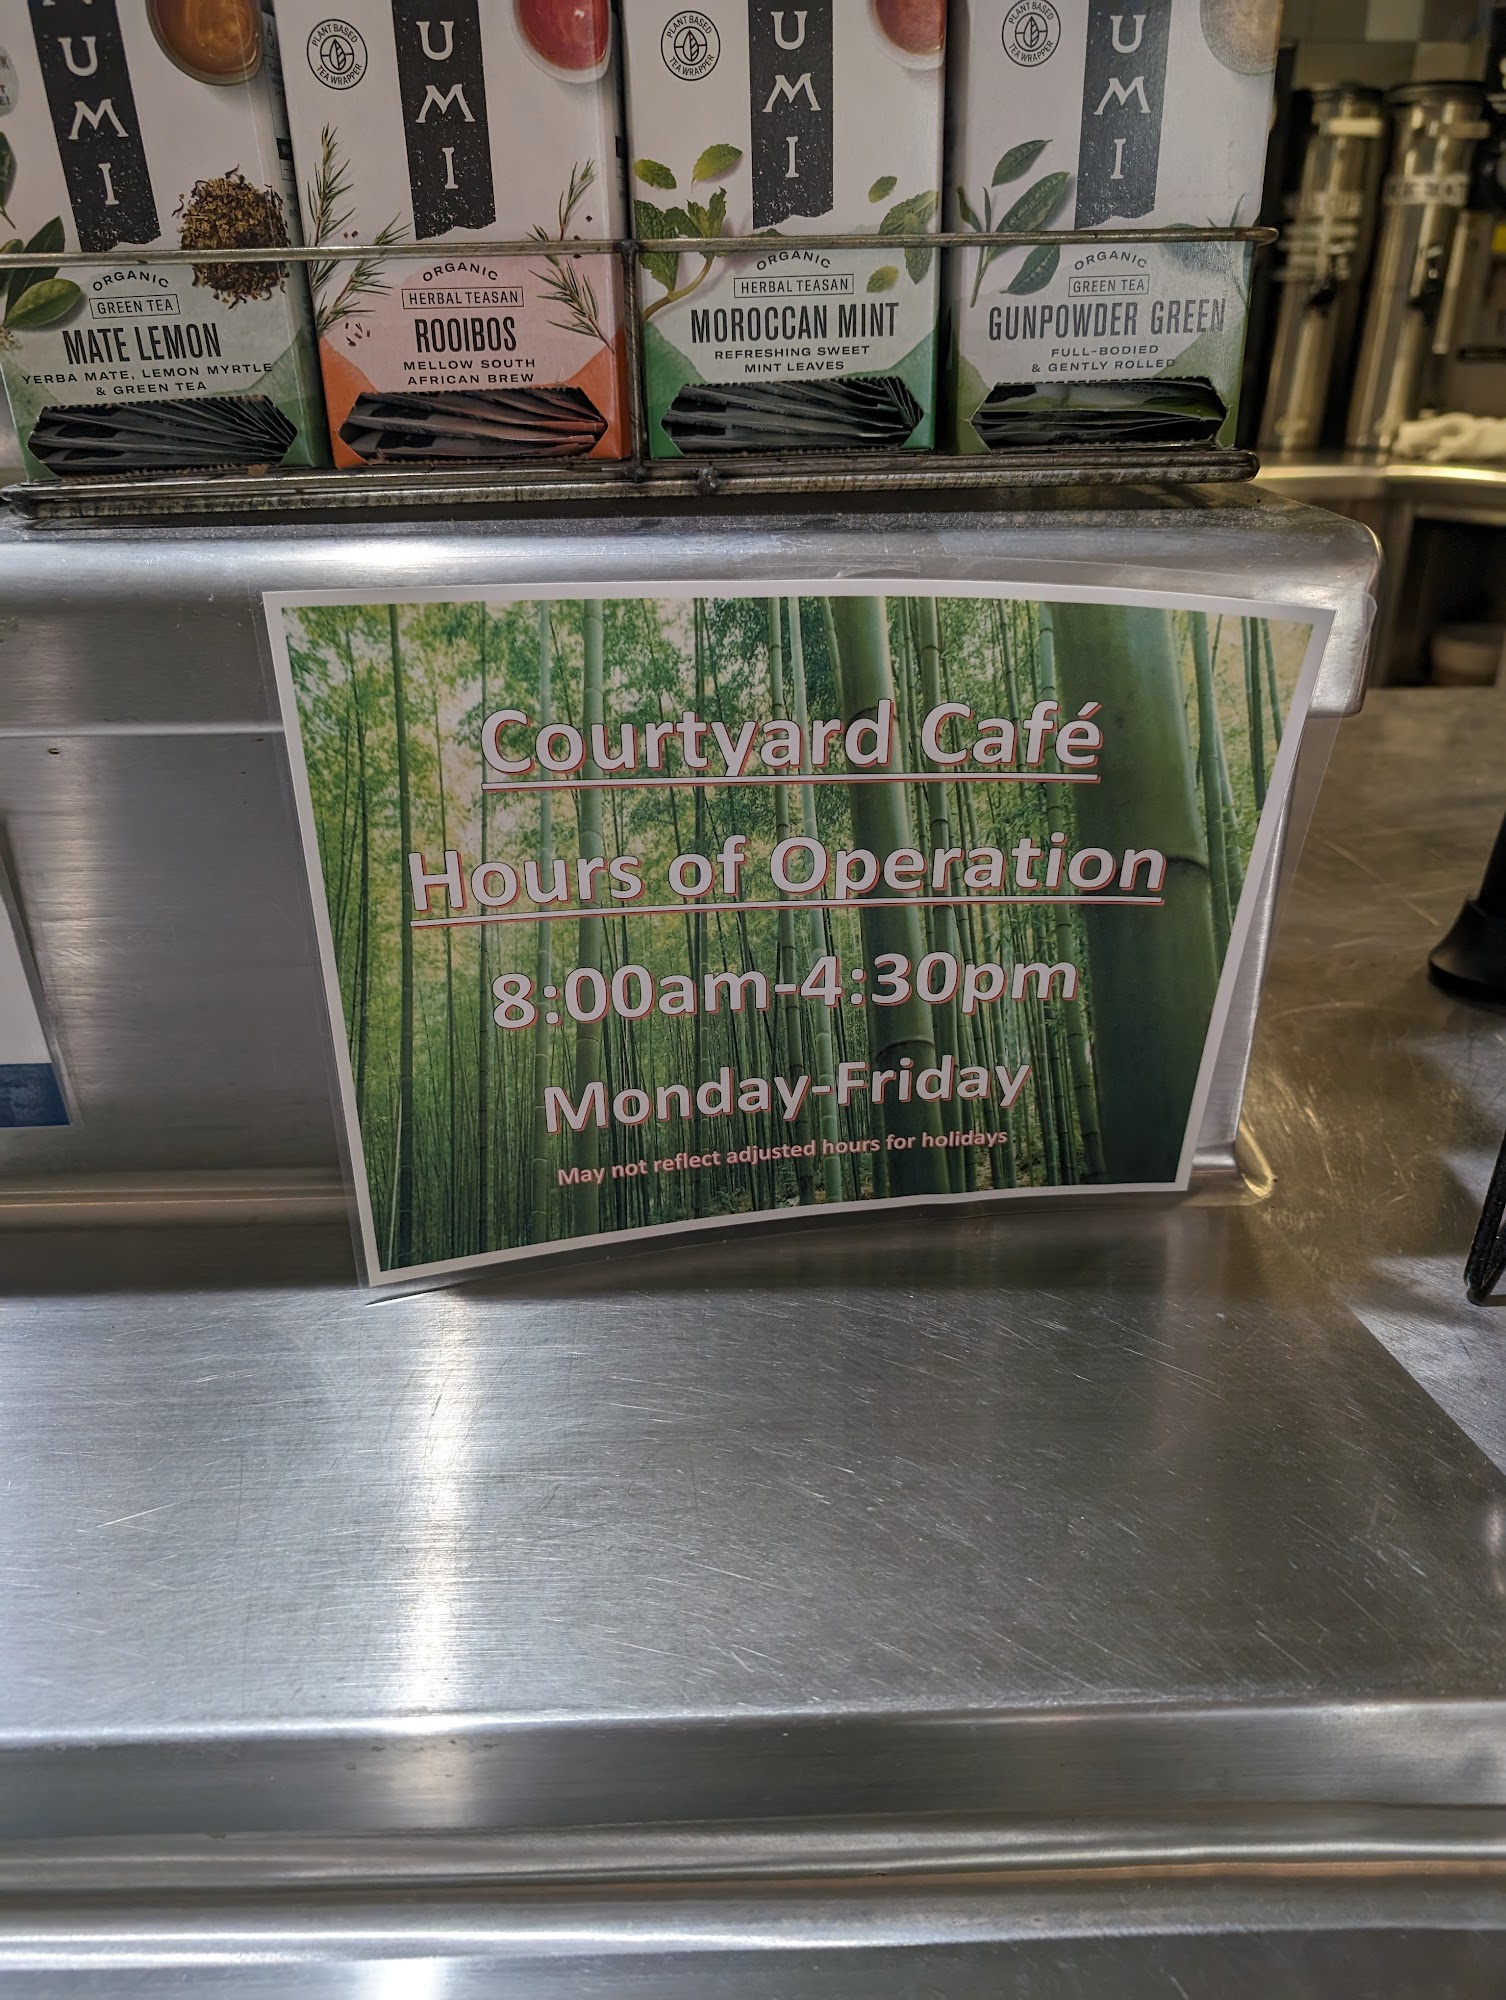 PLANT BASED
TEA WRAPPER
PLANT BASED
TEA WRAPPER
PLANT BASED
TEA WRAPPER
NUMI
UMI
UMI
UMI
ORGANIC
GREEN TEA
MATE LEMON
YERBA MATE, LEMON MYRTLE
& GREEN TEA
ORGANIC
HERBAL TEASAN
ROOIBOS
MELLOW SOUTH
AFRICAN BREW
ORGANIC
HERBAL TEASAN
MOROCCAN MINT
REFRESHING SWEET
MINT LEAVES
ORGANIC
GREEN TEA
GUNPOWDER GREEN
FULL-BODIED
& GENTLY ROLLED
Courtyard Café
Hours of Operation
8:00am-4:30pm
Monday-Friday
May not reflect adjusted hours for holidays